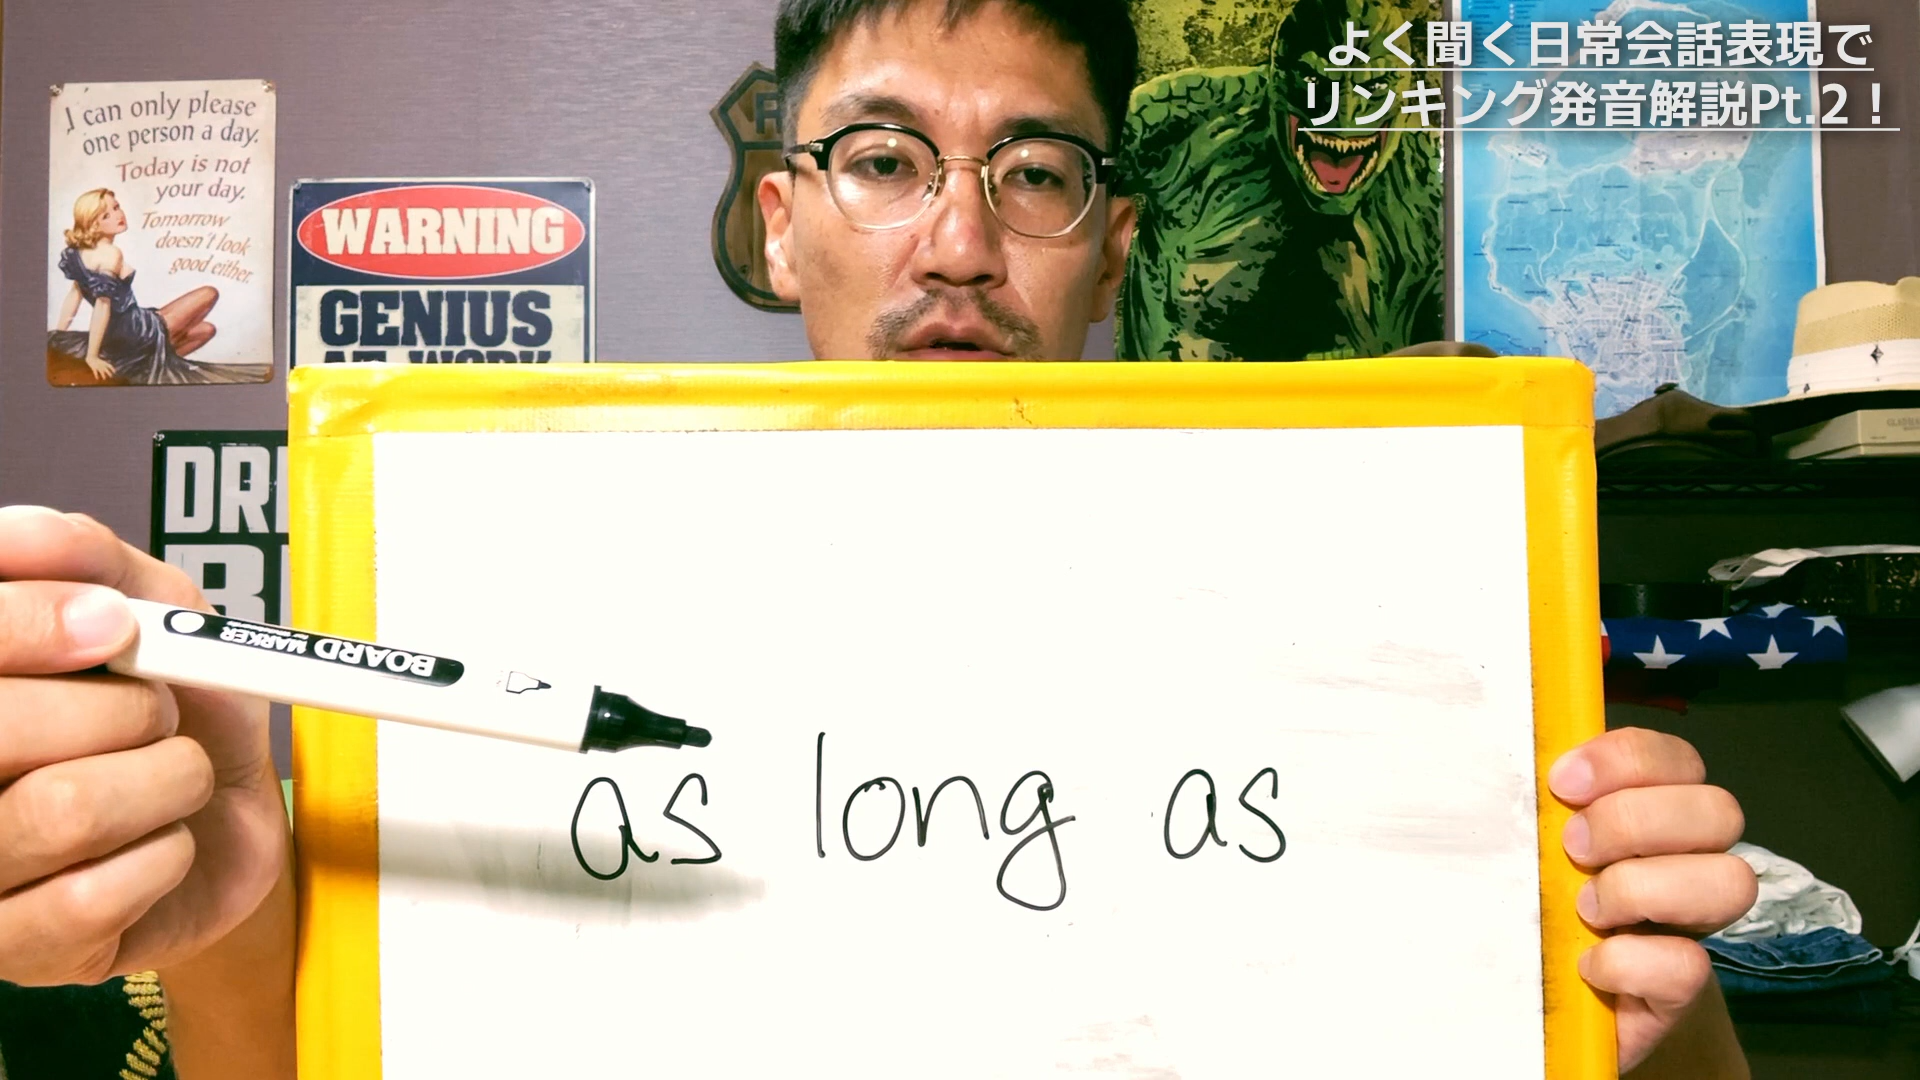 よく聞く日常会話表現で
リンキング発音解説Pt.2！
I can only please
one person a day.
Today is not
your day.
Tomorrow
doesn't look
good either.
WARNING
GENIUS
AT WORK
BOARD MARKER
as long as